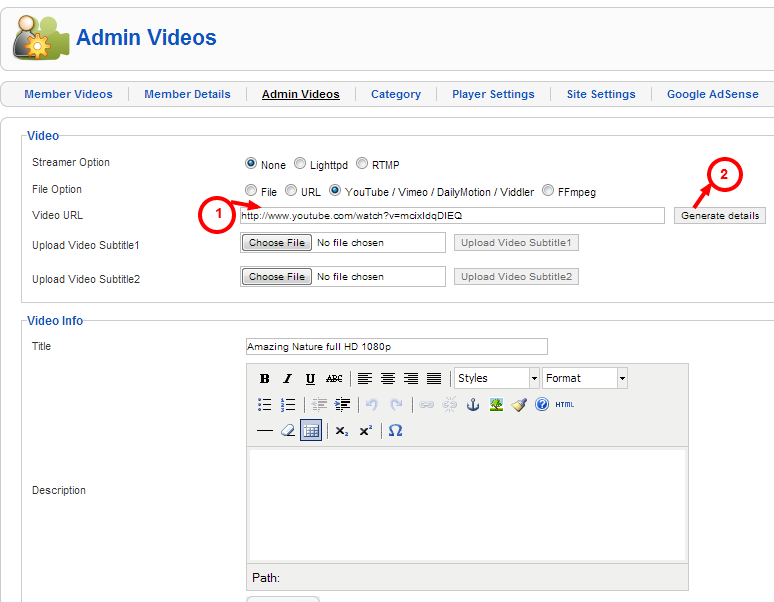 Admin Videos
Member Videos Member Details Admin Videos Category Player Settings Site Settings Google AdSense
Video
Streamer Option None Lighttpd RTMP
File Option File URL YouTube / Vimeo / DailyMotion / Viddler FFmpeg
2
1
Video URL http://www.youtube.com/watch?v=mcixIdqDIEQ Generate details
Upload Video Subtitle1 Choose File No file chosen Upload Video Subtitle1
Upload Video Subtitle2 Choose File No file chosen Upload Video Subtitle2
Video Info
Title Amazing Nature full HD 1080p
B I U ABC Styles Format
HTML
x₂ x² Ω
Description
Path: